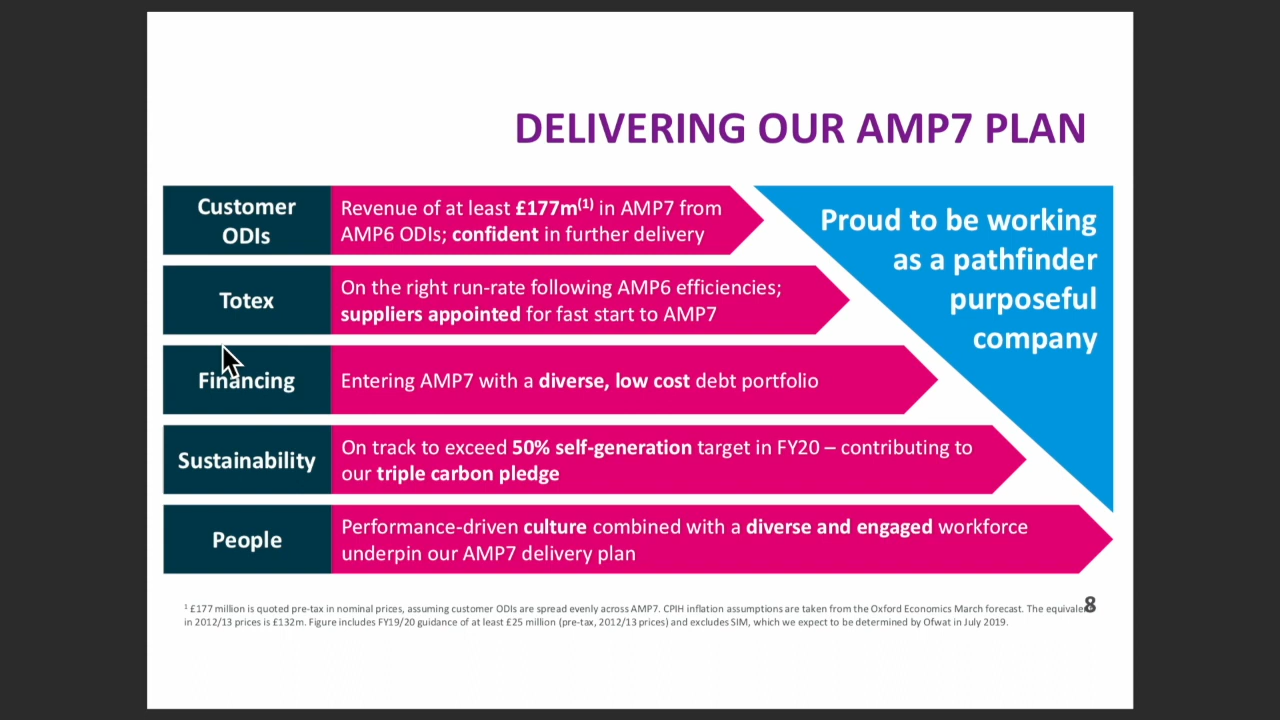 DELIVERING OUR AMP7 PLAN
Customer
ODIs
Revenue of at least £177m(1) in AMP7 from
AMP6 ODIs; confident in further delivery
Proud to be working
as a pathfinder
purposeful
company
Totex
On the right run-rate following AMP6 efficiencies;
suppliers appointed for fast start to AMP7
Financing
Entering AMP7 with a diverse, low cost debt portfolio
Sustainability
On track to exceed 50% self-generation target in FY20 – contributing to
our triple carbon pledge
People
Performance-driven culture combined with a diverse and engaged workforce
underpin our AMP7 delivery plan
1 £177 million is quoted pre-tax in nominal prices, assuming customer ODIs are spread evenly across AMP7. CPIH inflation assumptions are taken from the Oxford Economics March forecast. The
in 2012/13 prices is £132m. Figure includes FY19/20 guidance of at least £25 million (pre-tax, 2012/13 prices) and excludes SIM, which we expect to be determined by Ofwat in July 2019.
8